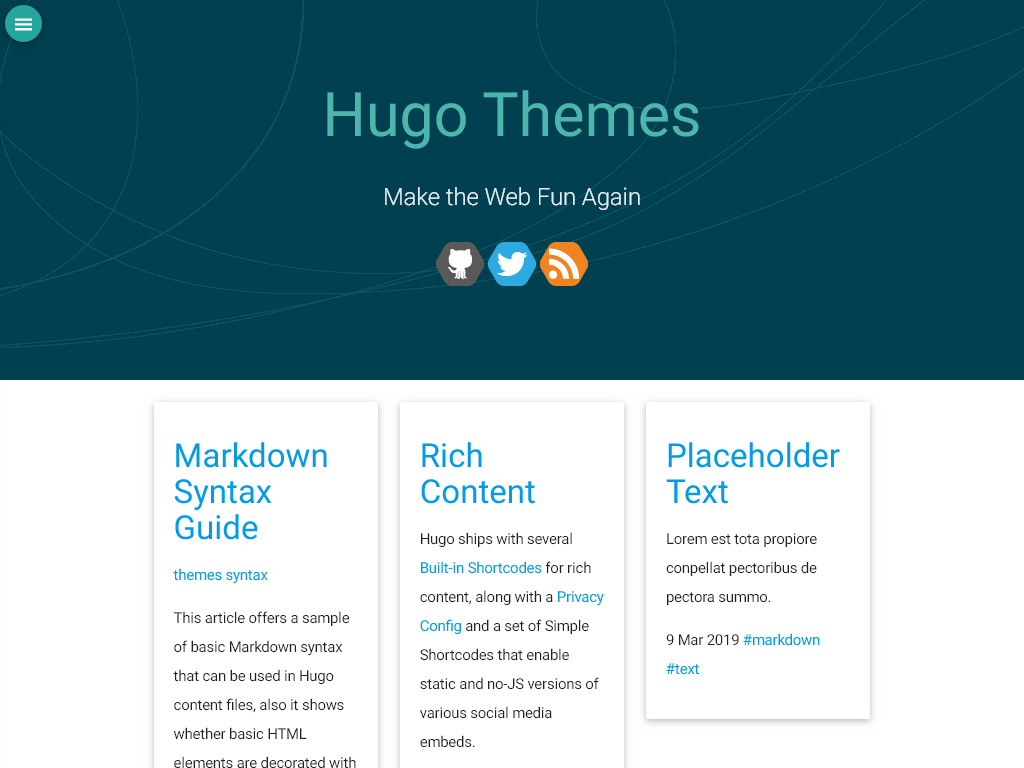 Hugo Themes
Make the Web Fun Again
Markdown
Syntax
Guide
themes syntax
This article offers a sample
of basic Markdown syntax
that can be used in Hugo
content files, also it shows
whether basic HTML
elements are decorated with
Rich
Content
Hugo ships with several
Built-in Shortcodes for rich
content, along with a Privacy
Config and a set of Simple
Shortcodes that enable
static and no-JS versions of
various social media
embeds.
Placeholder
Text
Lorem est tota propiore
conpellat pectoribus de
pectora summo.
9 Mar 2019 #markdown
#text